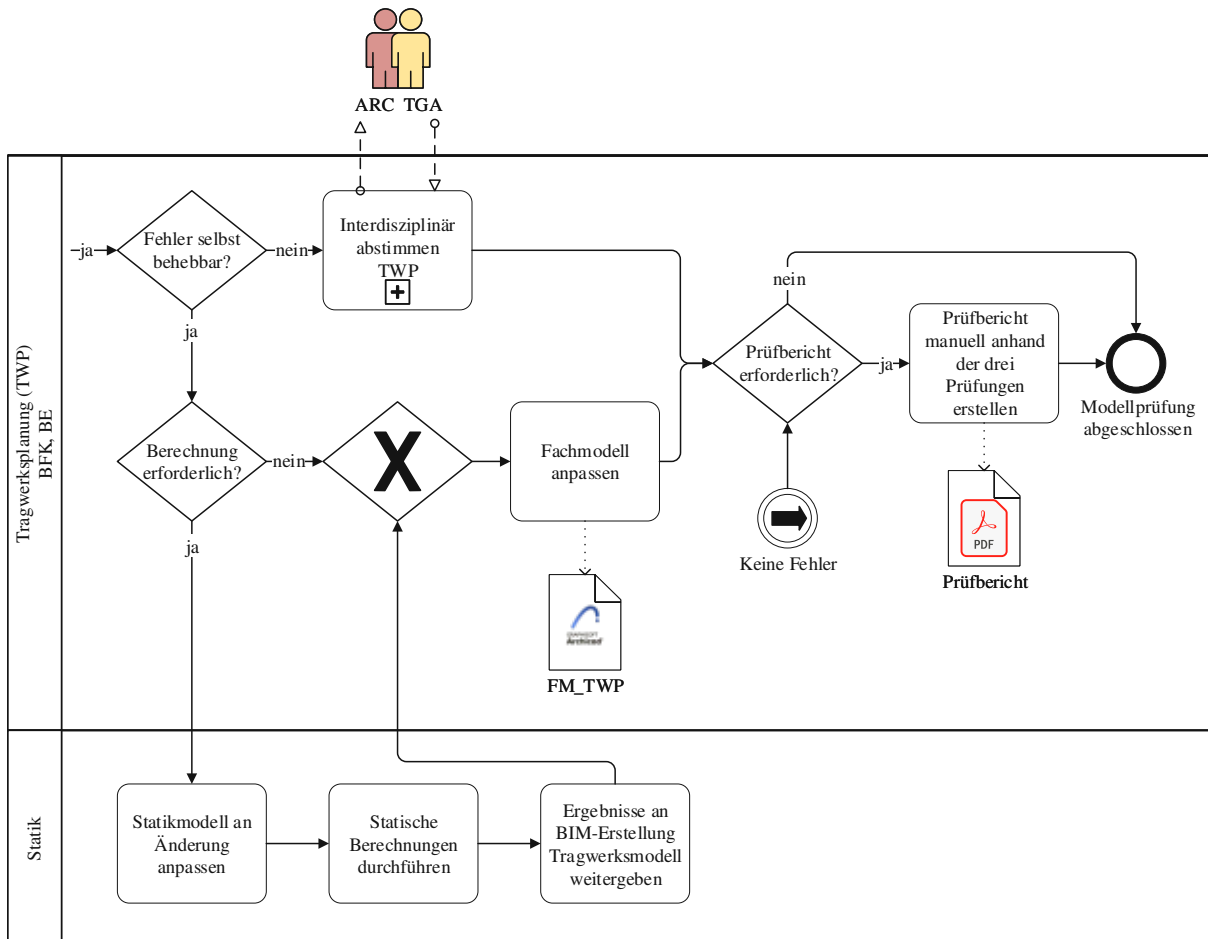 ARC TGA
Tragwerksplanung (TWP)
BFK, BE
ja
Fehler selbst
behebbar?
nein
Interdisziplinär
abstimmen
TWP
ja
Berechnung
erforderlich?
nein
X
Fachmodell
anpassen
ja
GRAPHISOFT
Archicad
FM_TWP
Prüfbericht
erforderlich?
nein
ja
Keine Fehler
Prüfbericht
manuell anhand
der drei
Prüfungen
erstellen
PDF
Prüfbericht
Modellprüfung
abgeschlossen
Statik
Statikmodell an
Änderung
anpassen
Statische
Berechnungen
durchführen
Ergebnisse an
BIM-Erstellung
Tragwerksmodell
weitergeben